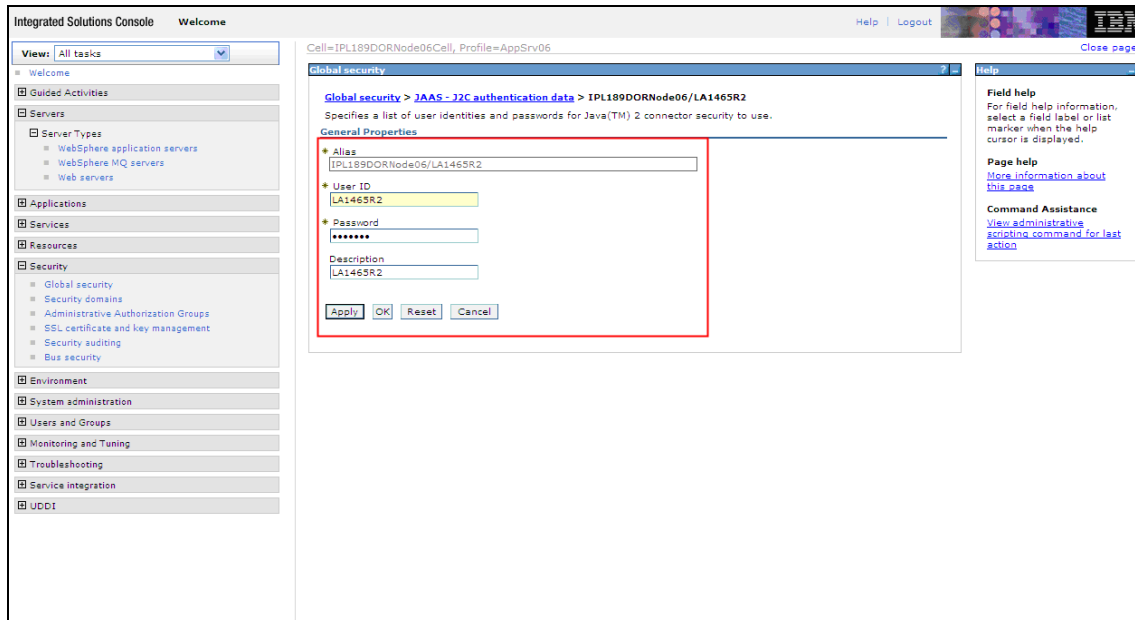 Integrated Solutions Console Welcome Help Logout IBM
View: All tasks
Cell=IPL189DORNode06Cell, Profile=AppSrv06 Close page
Welcome
Guided Activities
Servers
Server Types
WebSphere application servers
WebSphere MQ servers
Web servers
Applications
Services
Resources
Security
Global security
Security domains
Administrative Authorization Groups
SSL certificate and key management
Security auditing
Bus security
Environment
System administration
Users and Groups
Monitoring and Tuning
Troubleshooting
Service integration
UDDI
Global security ? -
Global security > JAAS - J2C authentication data > IPL189DORNode06/LA1465R2
Specifies a list of user identities and passwords for Java(TM) 2 connector security to use.
General Properties
* Alias
IPL189DORNode06/LA1465R2
* User ID
LA1465R2
* Password
•••••••
Description
LA1465R2
Apply OK Reset Cancel
Help -
Field help
For field help information,
select a field label or list
marker when the help
cursor is displayed.
Page help
More information about
this page
Command Assistance
View administrative
scripting command for last
action